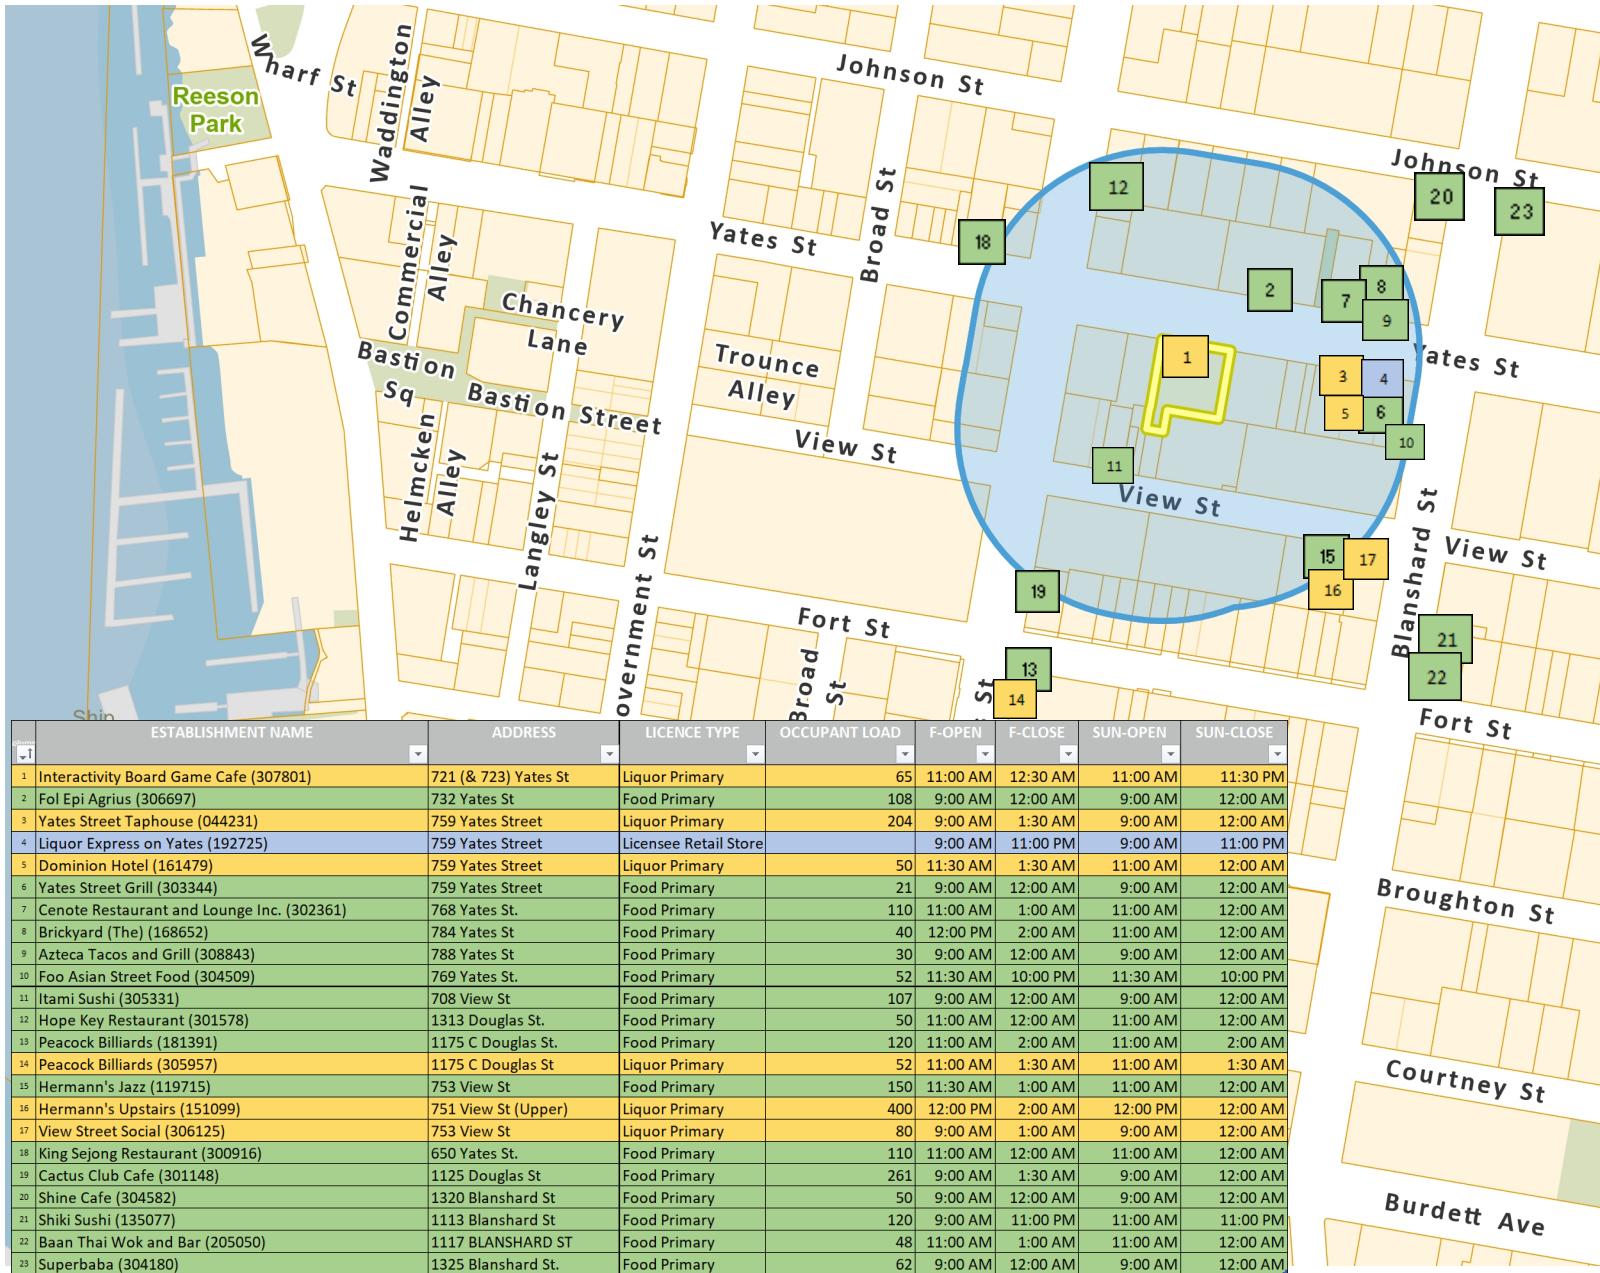 Wharf St
Waddington
Alley
Reeson
Park
Johnson St
Johnson St
12
20
23
18
Broad St
Yates St
Commercial
Alley
Chancery
Lane
2
8
7
9
1
Yates St
Bastion
Sq
Bastion Street
Trounce
Alley
3
4
5
6
10
Helmcken
Alley
View St
11
View St
Langley St
Blanshard St
View St
15
17
16
19
Fort St
Broad
St
13
14
St
21
22
Fort St
Ship
ESTABLISHMENT NAME ADDRESS LICENCE TYPE OCCUPANT LOAD F-OPEN F-CLOSE SUN-OPEN SUN-CLOSE
1 Interactivity Board Game Cafe (307801) 721 (& 723) Yates St Liquor Primary 65 11:00 AM 12:30 AM 11:00 AM 11:30 PM
2 Fol Epi Agrius (306697) 732 Yates St Food Primary 108 9:00 AM 12:00 AM 9:00 AM 12:00 AM
3 Yates Street Taphouse (044231) 759 Yates Street Liquor Primary 204 9:00 AM 1:30 AM 9:00 AM 12:00 AM
4 Liquor Express on Yates (192725) 759 Yates Street Licensee Retail Store 9:00 AM 11:00 PM 9:00 AM 11:00 PM
5 Dominion Hotel (161479) 759 Yates Street Liquor Primary 50 11:30 AM 1:30 AM 11:00 AM 12:00 AM
6 Yates Street Grill (303344) 759 Yates Street Food Primary 21 9:00 AM 12:00 AM 9:00 AM 12:00 AM
7 Cenote Restaurant and Lounge Inc. (302361) 768 Yates St. Food Primary 110 11:00 AM 1:00 AM 11:00 AM 12:00 AM
8 Brickyard (The) (168652) 784 Yates St Food Primary 40 12:00 PM 2:00 AM 11:00 AM 12:00 AM
9 Azteca Tacos and Grill (308843) 788 Yates St Food Primary 30 9:00 AM 12:00 AM 9:00 AM 12:00 AM
10 Foo Asian Street Food (304509) 769 Yates St. Food Primary 52 11:30 AM 10:00 PM 11:30 AM 10:00 PM
11 Itami Sushi (305331) 708 View St Food Primary 107 9:00 AM 12:00 AM 9:00 AM 12:00 AM
12 Hope Key Restaurant (301578) 1313 Douglas St. Food Primary 50 11:00 AM 12:00 AM 11:00 AM 12:00 AM
13 Peacock Billiards (181391) 1175 C Douglas St. Food Primary 120 11:00 AM 2:00 AM 11:00 AM 2:00 AM
14 Peacock Billiards (305957) 1175 C Douglas St Liquor Primary 52 11:00 AM 1:30 AM 11:00 AM 1:30 AM
15 Hermann's Jazz (119715) 753 View St Food Primary 150 11:30 AM 1:00 AM 11:00 AM 12:00 AM
16 Hermann's Upstairs (151099) 751 View St (Upper) Liquor Primary 400 12:00 PM 2:00 AM 12:00 PM 12:00 AM
17 View Street Social (306125) 753 View St Liquor Primary 80 9:00 AM 1:00 AM 9:00 AM 12:00 AM
18 King Sejong Restaurant (300916) 650 Yates St. Food Primary 110 11:00 AM 12:00 AM 11:00 AM 12:00 AM
19 Cactus Club Cafe (301148) 1125 Douglas St Food Primary 261 9:00 AM 1:30 AM 9:00 AM 12:00 AM
20 Shine Cafe (304582) 1320 Blanshard St Food Primary 50 9:00 AM 12:00 AM 9:00 AM 12:00 AM
21 Shiki Sushi (135077) 1113 Blanshard St Food Primary 120 9:00 AM 11:00 PM 11:00 AM 11:00 PM
22 Baan Thai Wok and Bar (205050) 1117 BLANSHARD ST Food Primary 48 11:00 AM 1:00 AM 11:00 AM 12:00 AM
23 Superbaba (304180) 1325 Blanshard St. Food Primary 62 9:00 AM 12:00 AM 9:00 AM 12:00 AM
Broughton St
Courtney St
Burdett Ave